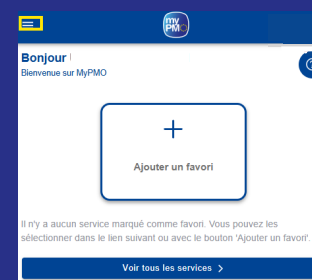 my
PMO
Bonjour
Bienvenue sur MyPMO
?
+
Ajouter un favori
Il n'y a aucun service marqué comme favori. Vous pouvez les
sélectionner dans le lien suivant ou avec le bouton 'Ajouter un favori'.
Voir tous les services >